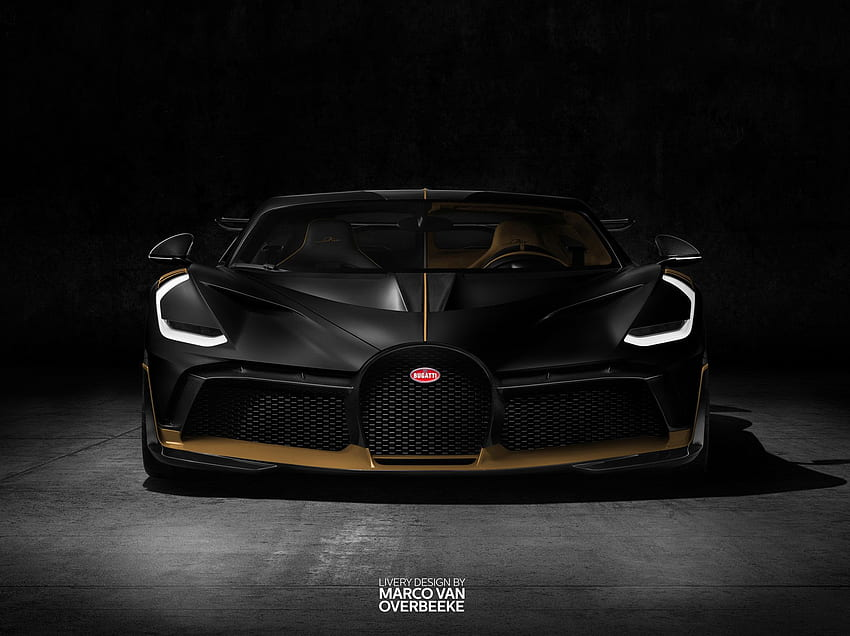 BUGATTI
LIVERY DESIGN BY
MARCO VAN
OVERBEEKE